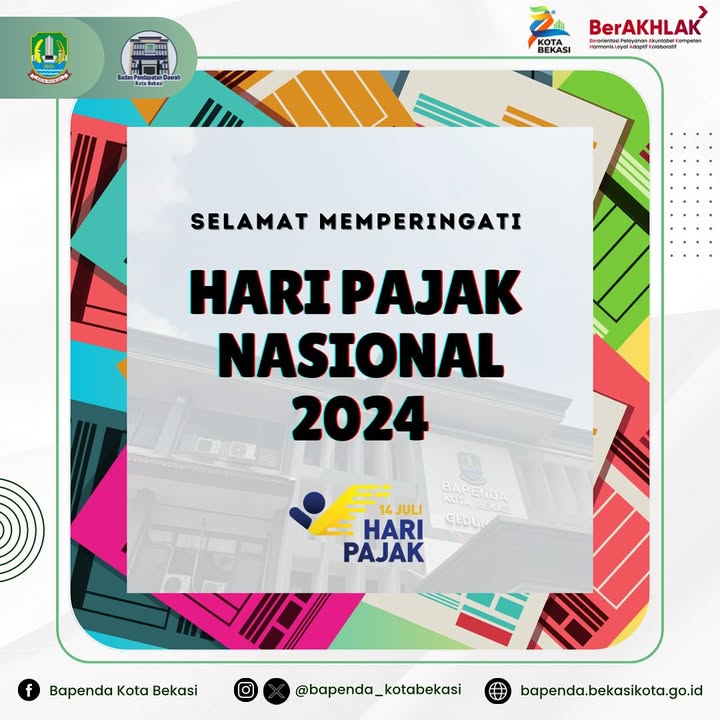 Badan Pendapatan Daerah
Kota Bekasi
KOTA
BEKASI
BerAKHLAK
Berorientasi Pelayanan Akuntabel Kompeten
Harmonis Loyal Adaptif Kolaboratif
SELAMAT MEMPERINGATI
HARI PAJAK
NASIONAL
2024
BAPENDA
KOTA BEKASI
14 JULI
HARI
PAJAK
Bapenda Kota Bekasi
@bapenda_kotabekasi
bapenda.bekasikota.go.id